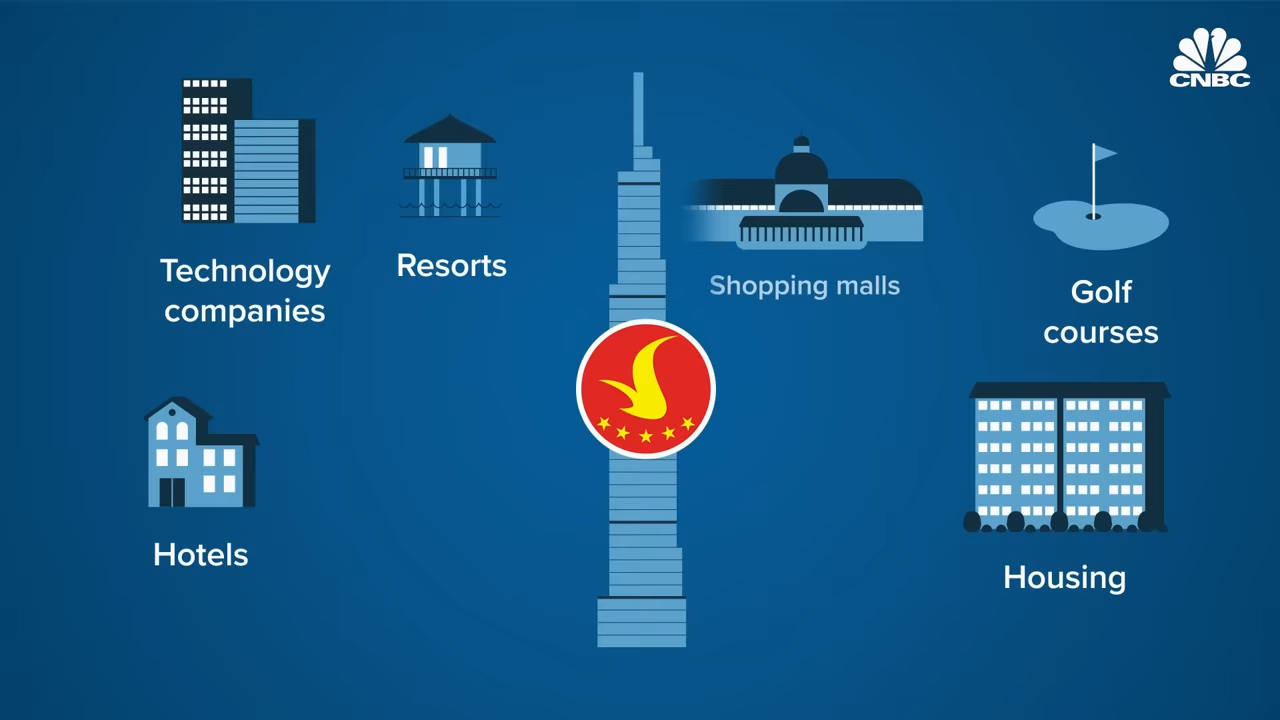 CNBC
Technology
companies
Resorts
Shopping malls
Golf
courses
Hotels
Housing